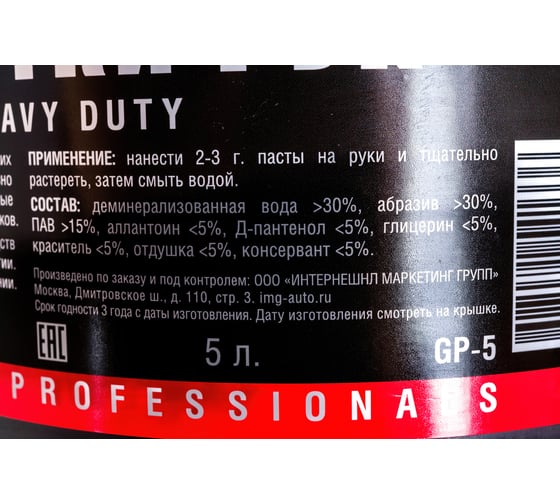 AVY DUTY
ПРИМЕНЕНИЕ: нанести 2-3 г. пасты на руки и тщательно
растереть, затем смыть водой.
СОСТАВ: деминерализованная вода >30%, абразив >30%,
ПАВ >15%, аллантоин <5%, Д-пантенол <5%, глицерин <5%,
краситель <5%, отдушка <5%, консервант <5%.
Произведено по заказу и под контролем: ООО «ИНТЕРНЕШНЛ МАРКЕТИНГ ГРУПП»
Москва, Дмитровское ш., д. 110, стр. 3. img-auto.ru
Срок годности 3 года с даты изготовления. Дату изготовления смотреть на крышке.
EAC
5 л.
GP-5
PROFESSIONALS